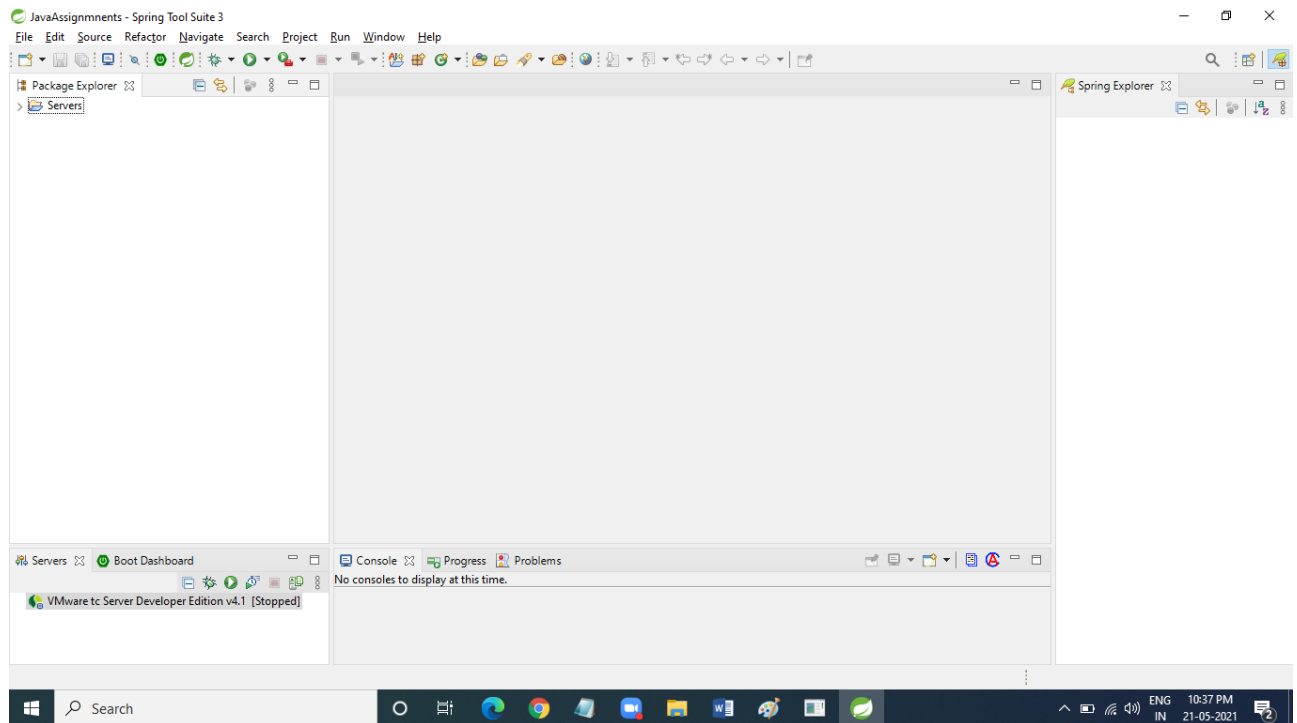 JavaAssignmnents - Spring Tool Suite 3
File Edit Source Refactor Navigate Search Project Run Window Help
Package Explorer
Servers
Spring Explorer
Servers Boot Dashboard
VMware tc Server Developer Edition v4.1 [Stopped]
Console Progress Problems
No consoles to display at this time.
Search
ENG
IN
10:37 PM
21-05-2021
2